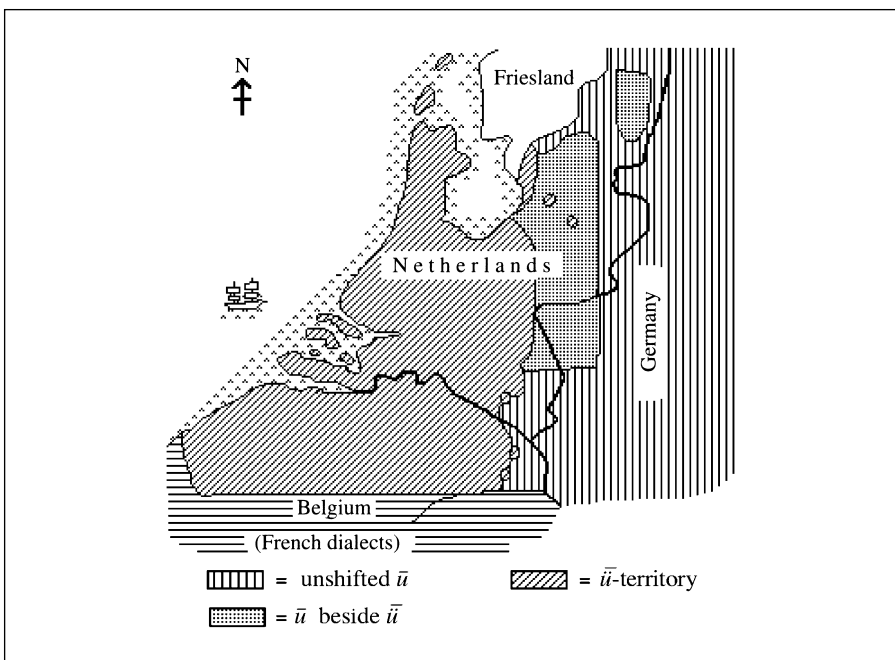 N
Friesland
Netherlands
Germany
Belgium
(French dialects)
= unshifted ū
= ǖ-territory
= ū beside ǖ